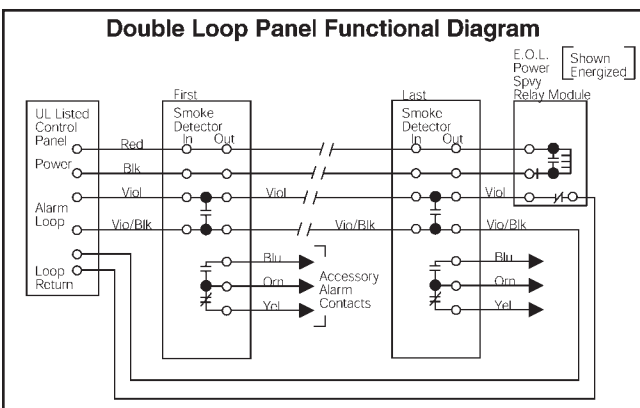 Double Loop Panel Functional Diagram
E.O.L.
Power
Spvy
Relay Module
Shown
Energized
First
Last
UL Listed
Control
Panel
Smoke
Detector
In Out
Smoke
Detector
In Out
Red
Power
Blk
Viol
Viol
Viol
Alarm
Loop
Vio/Blk
Vio/Blk
Vio/Blk
Loop
Return
Blu
Orn
Yel
Accessory
Alarm
Contacts
Blu
Orn
Yel